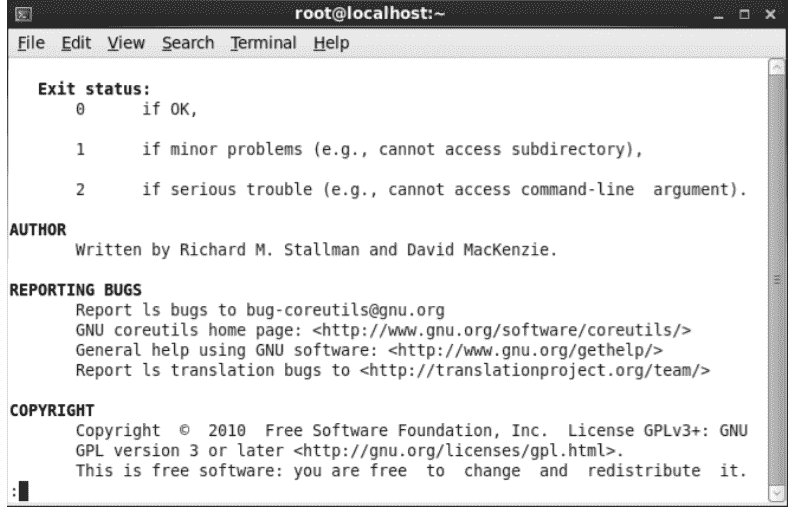 root@localhost:~
File Edit View Search Terminal Help
Exit status:
0 if OK,
1 if minor problems (e.g., cannot access subdirectory),
2 if serious trouble (e.g., cannot access command-line argument).
AUTHOR
Written by Richard M. Stallman and David MacKenzie.
REPORTING BUGS
Report ls bugs to bug-coreutils@gnu.org
GNU coreutils home page: <http://www.gnu.org/software/coreutils/>
General help using GNU software: <http://www.gnu.org/gethelp/>
Report ls translation bugs to <http://translationproject.org/team/>
COPYRIGHT
Copyright © 2010 Free Software Foundation, Inc. License GPLv3+: GNU
GPL version 3 or later <http://gnu.org/licenses/gpl.html>.
This is free software: you are free to change and redistribute it.
: